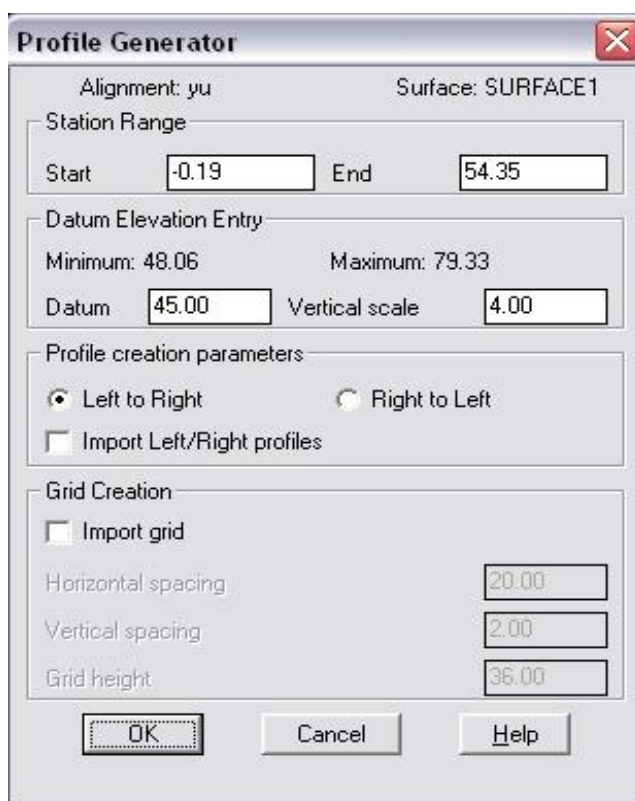 Profile Generator
Alignment: yu Surface: SURFACE1
Station Range
Start -0.19 End 54.35
Datum Elevation Entry
Minimum: 48.06 Maximum: 79.33
Datum 45.00 Vertical scale 4.00
Profile creation parameters
Left to Right Right to Left
Import Left/Right profiles
Grid Creation
Import grid
Horizontal spacing 20.00
Vertical spacing 2.00
Grid height 36.00
OK Cancel Help